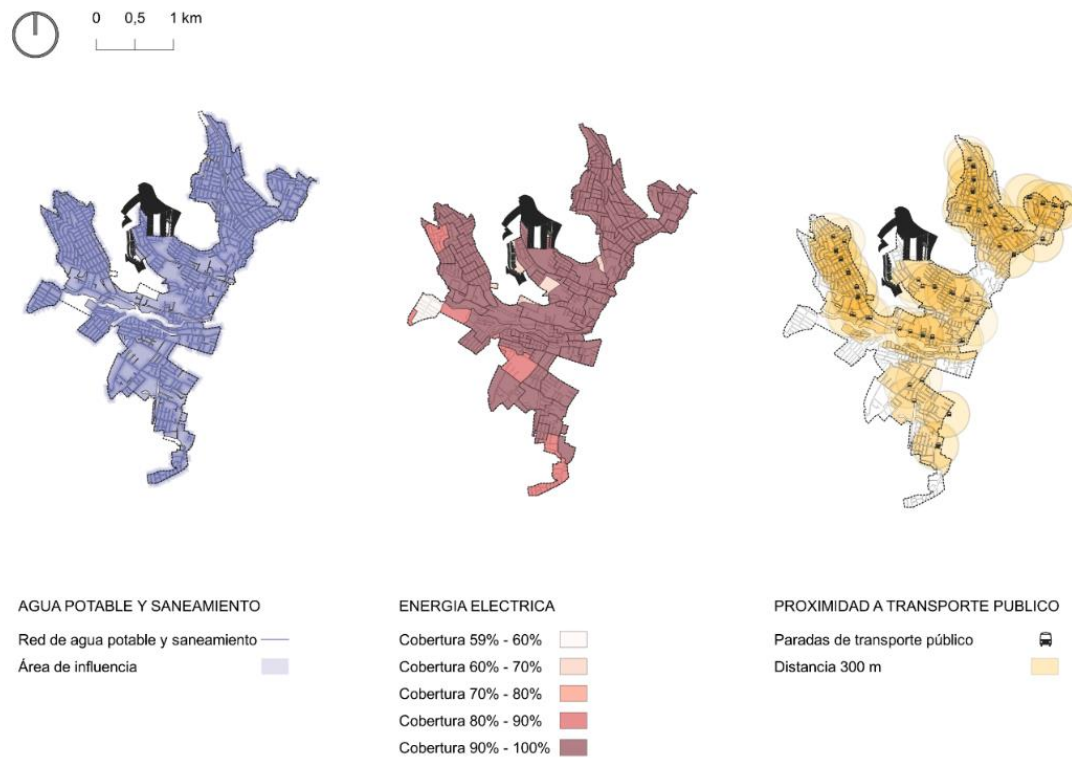 0 0,5 1 km
AGUA POTABLE Y SANEAMIENTO
Red de agua potable y saneamiento
Área de influencia
ENERGIA ELECTRICA
Cobertura 59% - 60%
Cobertura 60% - 70%
Cobertura 70% - 80%
Cobertura 80% - 90%
Cobertura 90% - 100%
PROXIMIDAD A TRANSPORTE PUBLICO
Paradas de transporte público
Distancia 300 m